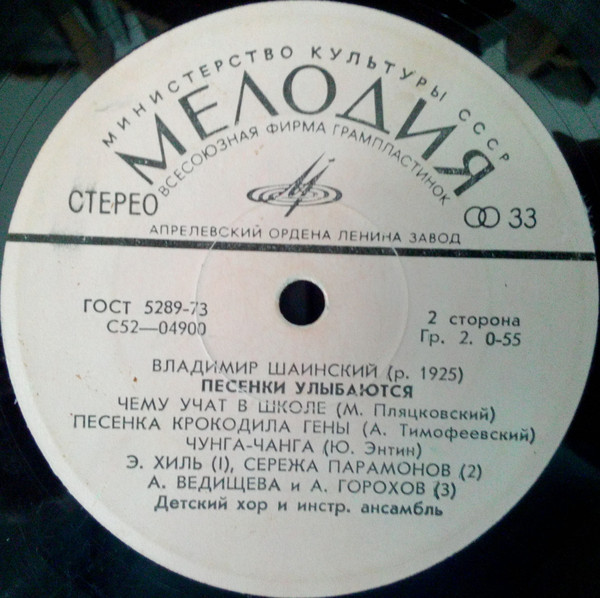 МИНИСТЕРСТВО КУЛЬТУРЫ СССР
МЕЛОДИЯ
ВСЕСОЮЗНАЯ ФИРМА ГРАМПЛАСТИНОК
СТЕРЕО
33
АПРЕЛЕВСКИЙ ОРДЕНА ЛЕНИНА ЗАВОД
ГОСТ 5289-73
С52—04900
2 сторона
Гр. 2. 0-55
ВЛАДИМИР ШАИНСКИЙ (р. 1925)
ПЕСЕНКИ УЛЫБАЮТСЯ
ЧЕМУ УЧАТ В ШКОЛЕ (М. Пляцковский)
ПЕСЕНКА КРОКОДИЛА ГЕНЫ (А. Тимофеевский)
ЧУНГА-ЧАНГА (Ю. Энтин)
Э. ХИЛЬ (1), СЕРЕЖА ПАРАМОНОВ (2)
А. ВЕДИЩЕВА и А. ГОРОХОВ (3)
Детский хор и инстр. ансамбль